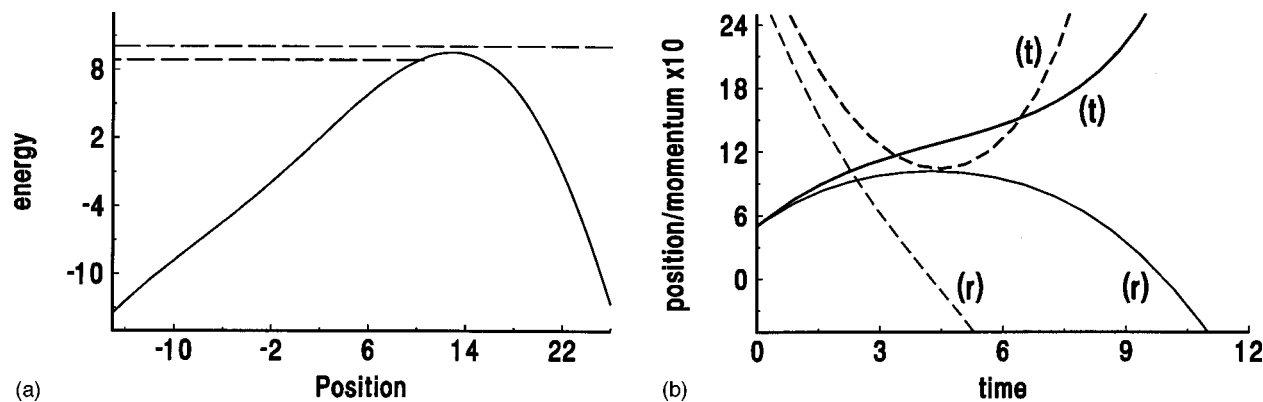 energy
8
2
-4
-10
-10 -2 6 14 22
Position
(a)
position/momentum x10
24
18
12
6
0
(t)
(t)
(r)
(r)
0 3 6 9 12
time
(b)